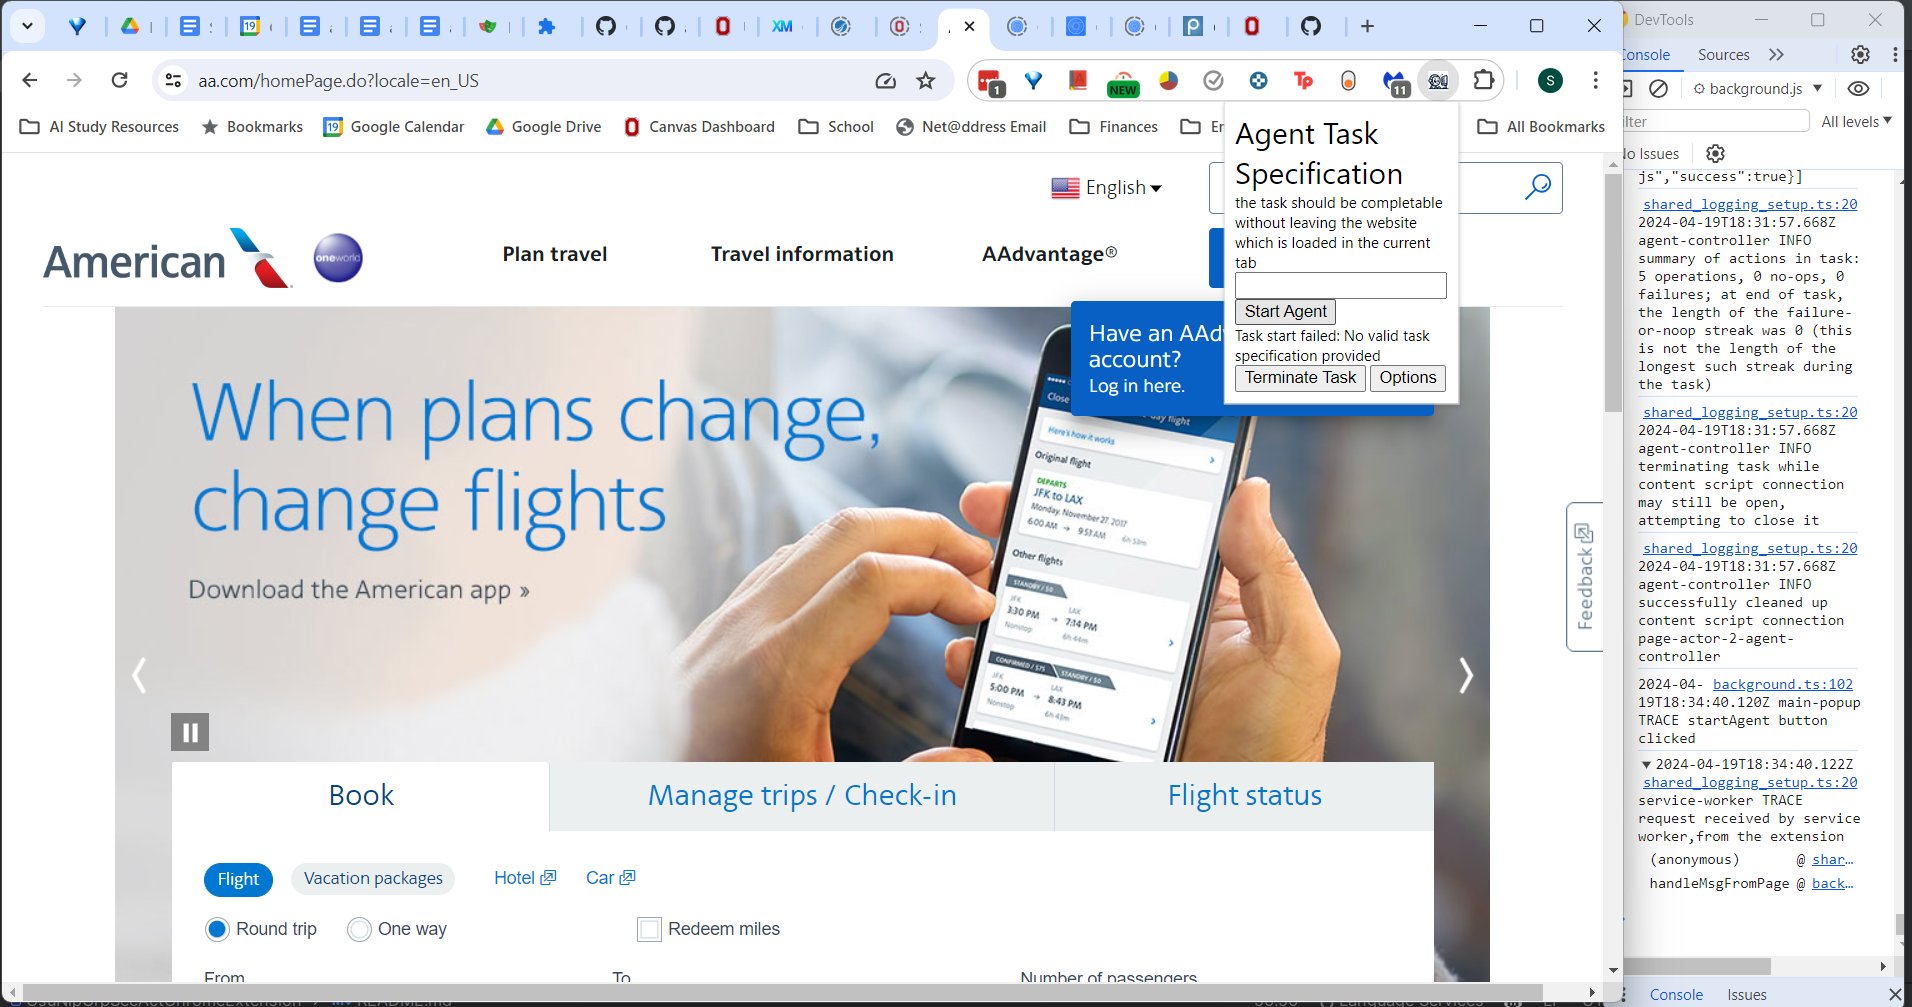 DevTools
aa.com/homePage.do?locale=en_US
1
NEW
Tp
11
S
Console
Sources
background.js
AI Study Resources
Bookmarks
19
Google Calendar
Google Drive
Canvas Dashboard
School
Net@ddress Email
Finances
All Bookmarks
All levels
Issues
English
American
oneworld
Plan travel
Travel information
AAdvantage®
Agent Task
Specification
the task should be completable
without leaving the website
which is loaded in the current
tab
Start Agent
Task start failed: No valid task
specification provided
Terminate Task
Options
Have an AAd
account?
Log in here.
When plans change,
change flights
Download the American app »
Close
day flight
Here's how it works
Original flight
DEPARTS
JFK to LAX
Monday, November 27, 2017
6:00 AM → 9:53 AM
6h 53m
Other flights
STANDBY / 50
JFK LAX
3:30 PM → 7:14 PM
Nonstop 6h 44m
CONFIRMED / $75 STANDBY / 50
JFK LAX
5:00 PM → 8:43 PM
Nonstop 6h 43m
Feedback
Book
Manage trips / Check-in
Flight status
Flight
Vacation packages
Hotel
Car
Round trip
One way
Redeem miles
From
To
Number of passengers
js","success":true}]
shared_logging_setup.ts:20
2024-04-19T18:31:57.668Z
agent-controller INFO
summary of actions in task:
5 operations, 0 no-ops, 0
failures; at end of task,
the length of the failure-
or-noop streak was 0 (this
is not the length of the
longest such streak during
the task)
shared_logging_setup.ts:20
2024-04-19T18:31:57.668Z
agent-controller INFO
terminating task while
content script connection
may still be open,
attempting to close it
shared_logging_setup.ts:20
2024-04-19T18:31:57.668Z
agent-controller INFO
successfully cleaned up
content script connection
page-actor-2-agent-
controller
2024-04- background.ts:102
19T18:34:40.120Z main-popup
TRACE startAgent button
clicked
2024-04-19T18:34:40.122Z
shared_logging_setup.ts:20
service-worker TRACE
request received by service
worker,from the extension
(anonymous) @ shar…
handleMsgFromPage @ back…
Console
Issues